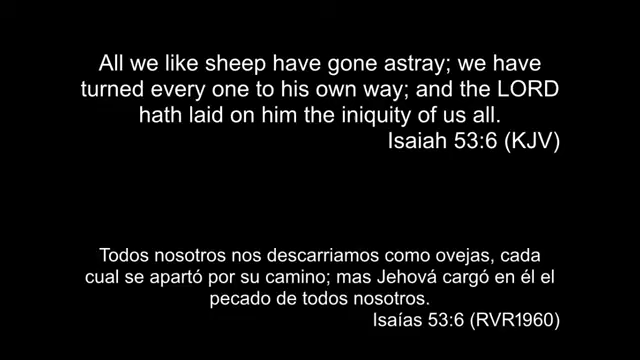 All we like sheep have gone astray; we have
turned every one to his own way; and the LORD
hath laid on him the iniquity of us all.
Isaiah 53:6 (KJV)
Todos nosotros nos descarriamos como ovejas, cada
cual se apartó por su camino; mas Jehová cargó en él el
pecado de todos nosotros.
Isaías 53:6 (RVR1960)